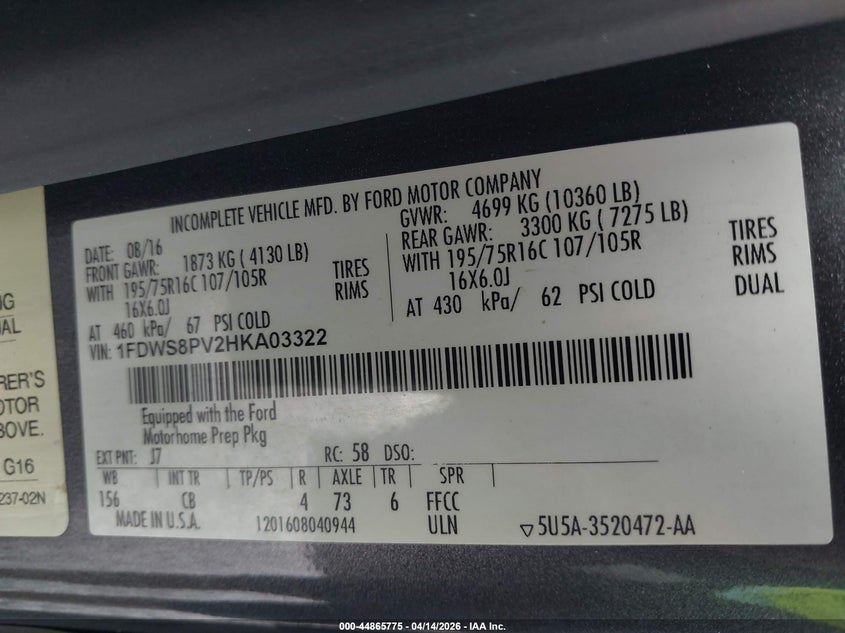 INCOMPLETE VEHICLE MFD. BY FORD MOTOR COMPANY
DATE: 08/16
GVWR: 4699 KG (10360 LB)
FRONT GAWR: 1873 KG ( 4130 LB)
REAR GAWR: 3300 KG ( 7275 LB)
WITH 195/75R16C 107/105R TIRES
WITH 195/75R16C 107/105R TIRES
16X6.0J RIMS
16X6.0J RIMS
AT 460 kPa/ 67 PSI COLD
AT 430 kPa/ 62 PSI COLD DUAL
VIN: 1FDWS8PV2HKA03322
Equipped with the Ford
Motorhome Prep Pkg
EXT PNT: J7 RC: 58 DSO:
WB INT TR TP/PS R AXLE TR SPR
156 CB 4 73 6 FFCC
MADE IN U.S.A. 1201608040944 ULN 5U5A-3520472-AA
NG
AL
RER'S
OTOR
BOVE.
G16
237-02N
000-44865775 - 04/14/2026 - IAA Inc.